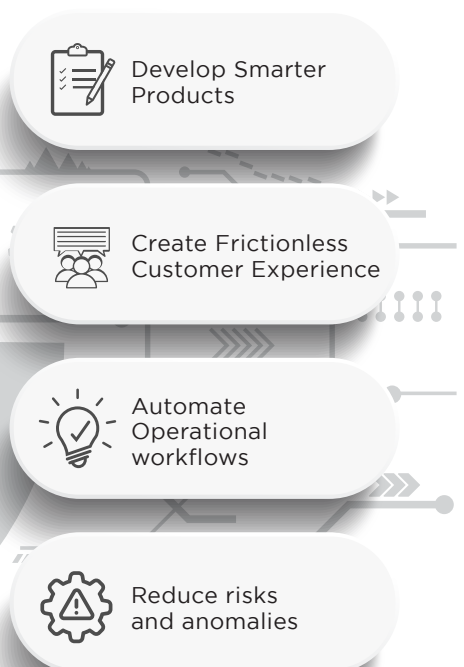 Develop Smarter
Products
Create Frictionless
Customer Experience
Automate
Operational
workflows
Reduce risks
and anomalies